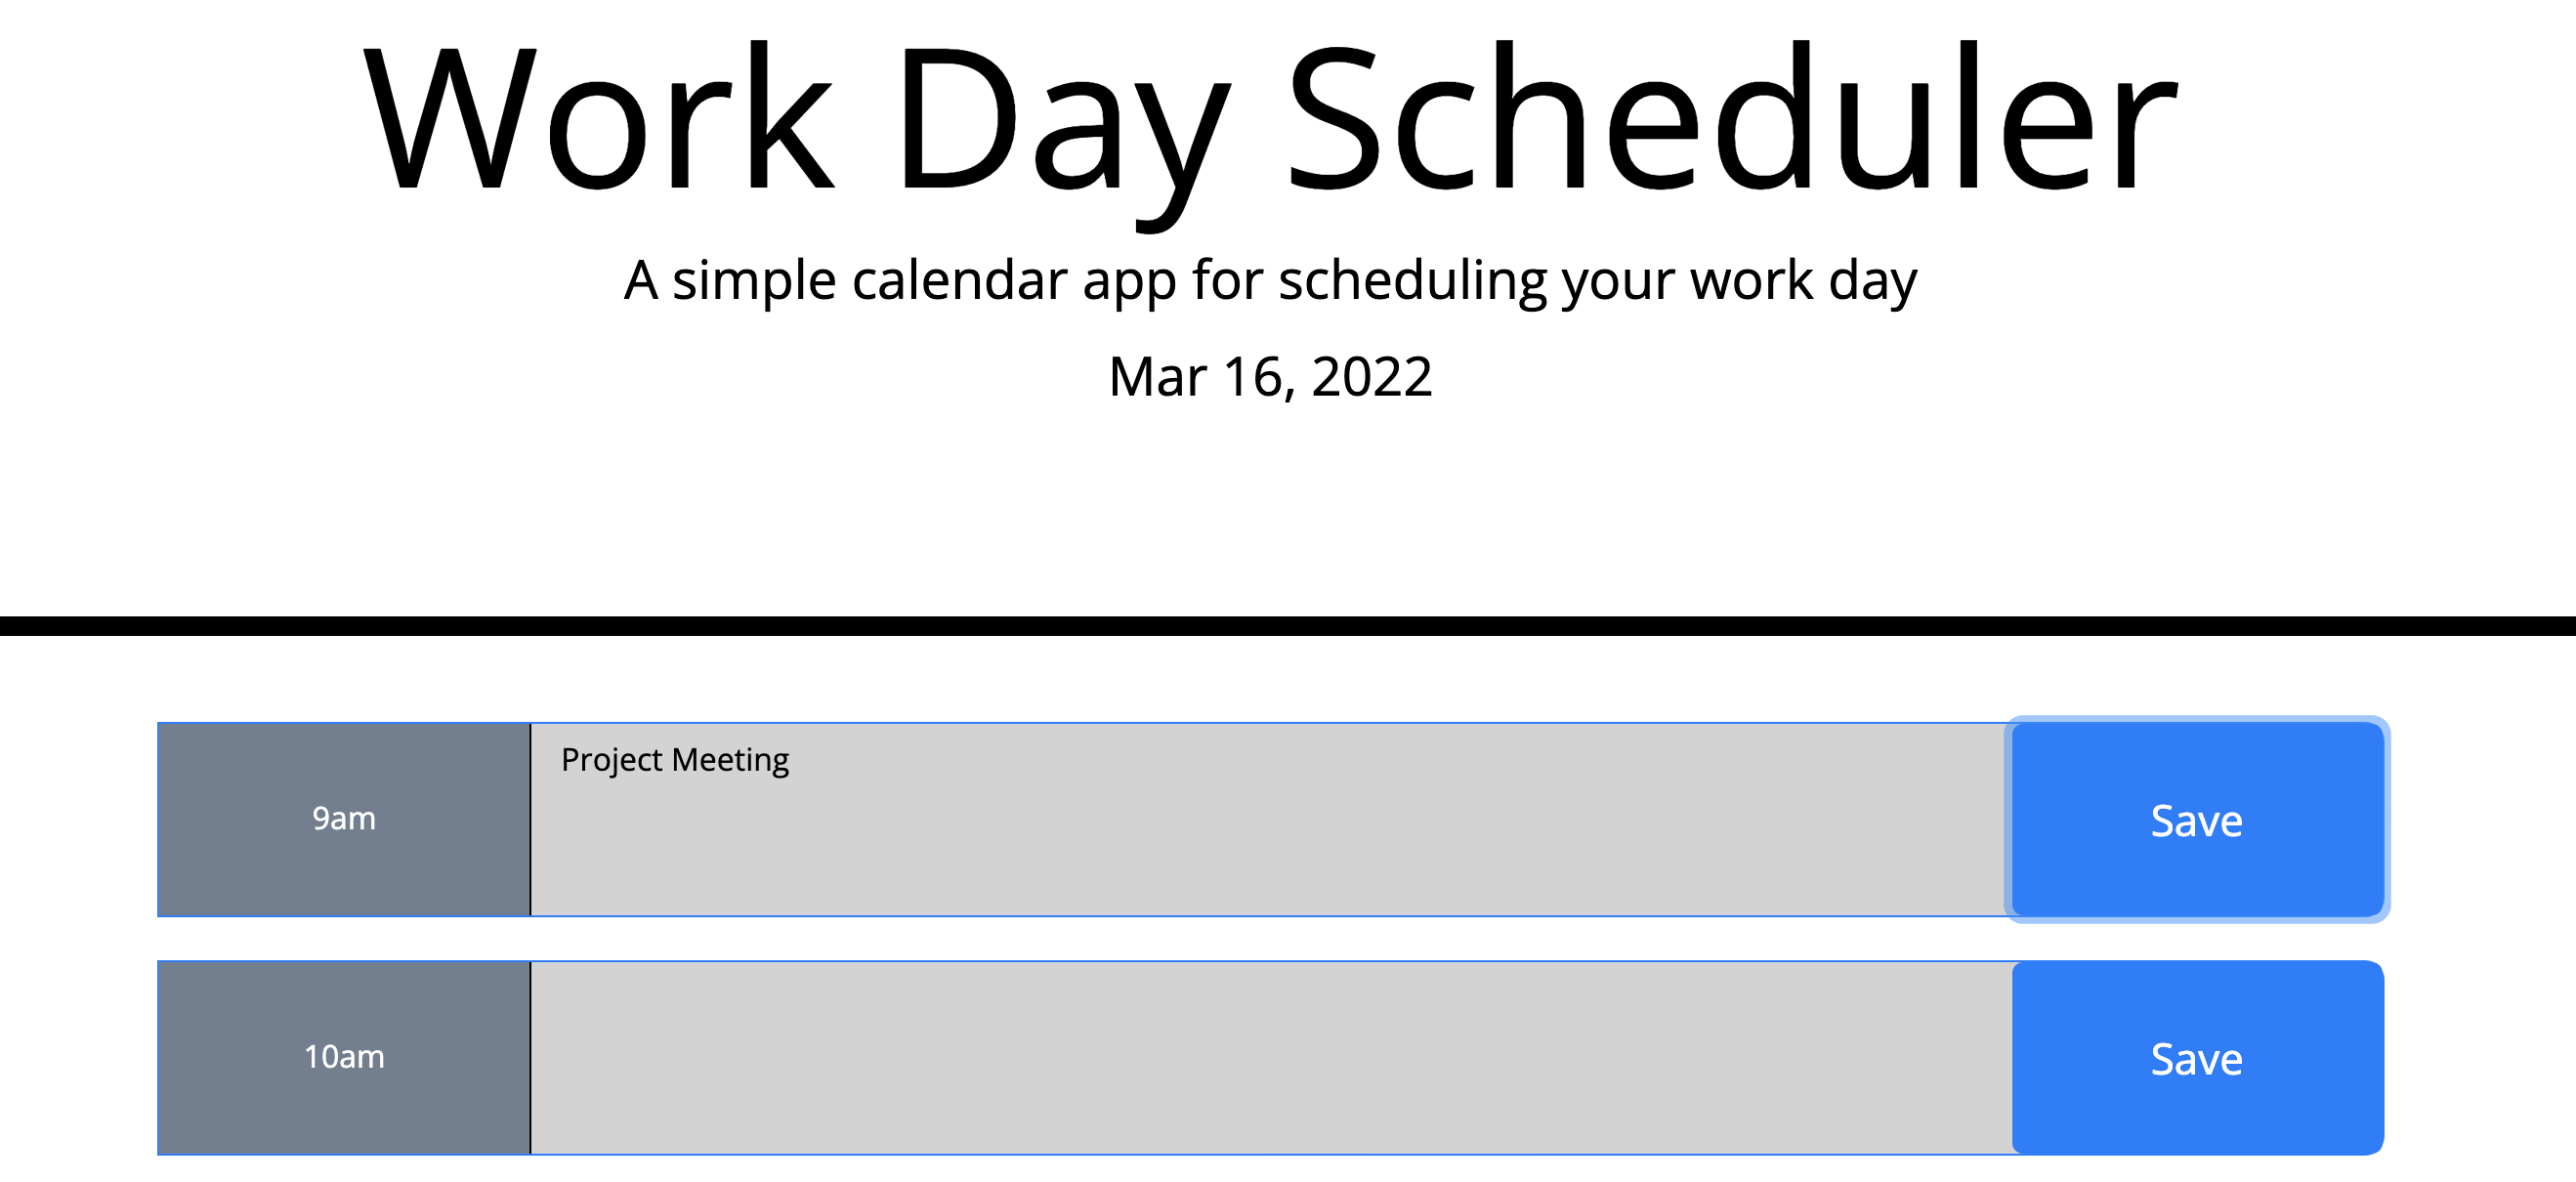 Work Day Scheduler
A simple calendar app for scheduling your work day
Mar 16, 2022
9am
Project Meeting
Save
10am
Save